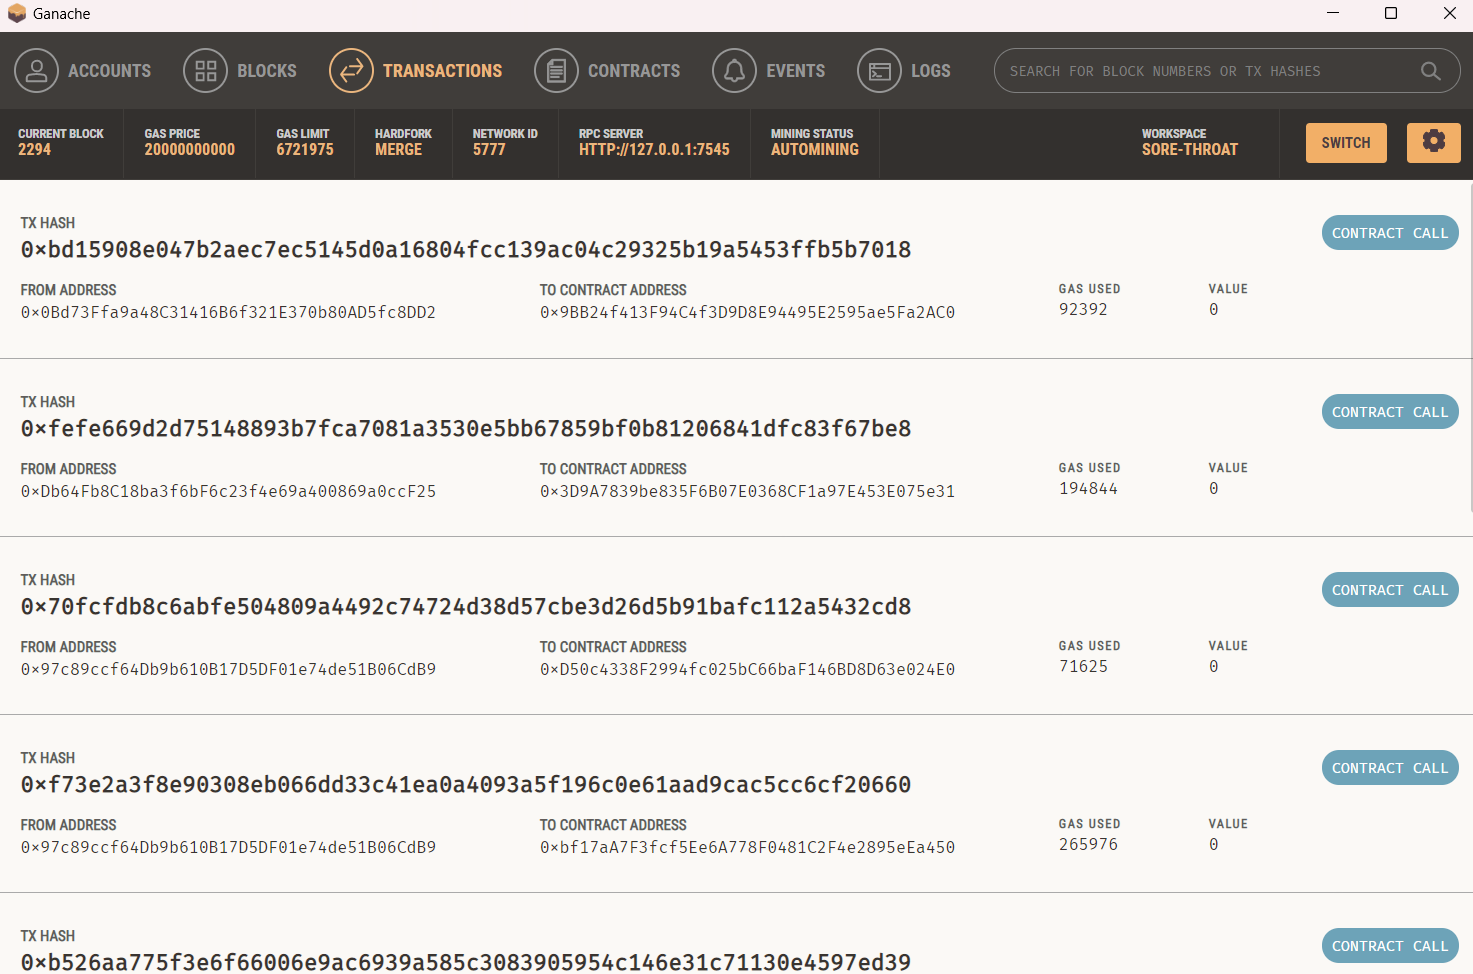 Ganache
ACCOUNTS BLOCKS TRANSACTIONS CONTRACTS EVENTS LOGS SEARCH FOR BLOCK NUMBERS OR TX HASHES
CURRENT BLOCK GAS PRICE GAS LIMIT HARDFORK NETWORK ID RPC SERVER MINING STATUS WORKSPACE
2294 20000000000 6721975 MERGE 5777 HTTP://127.0.0.1:7545 AUTOMINING SORE-THROAT SWITCH
TX HASH
0×bd15908e047b2aec7ec5145d0a16804fcc139ac04c29325b19a5453ffb5b7018 CONTRACT CALL
FROM ADDRESS TO CONTRACT ADDRESS GAS USED VALUE
0×0Bd73Ffa9a48C31416B6f321E370b80AD5fc8DD2 0×9BB24f413F94C4f3D9D8E94495E2595ae5Fa2AC0 92392 0
TX HASH
0×fefe669d2d75148893b7fca7081a3530e5bb67859bf0b81206841dfc83f67be8 CONTRACT CALL
FROM ADDRESS TO CONTRACT ADDRESS GAS USED VALUE
0×Db64Fb8C18ba3f6bF6c23f4e69a400869a0ccF25 0×3D9A7839be835F6B07E0368CF1a97E453E075e31 194844 0
TX HASH
0×70fcfdb8c6abfe504809a4492c74724d38d57cbe3d26d5b91bafc112a5432cd8 CONTRACT CALL
FROM ADDRESS TO CONTRACT ADDRESS GAS USED VALUE
0×97c89ccf64Db9b610B17D5DF01e74de51B06CdB9 0×D50c4338F2994fc025bC66baF146BD8D63e024E0 71625 0
TX HASH
0×f73e2a3f8e90308eb066dd33c41ea0a4093a5f196c0e61aad9cac5cc6cf20660 CONTRACT CALL
FROM ADDRESS TO CONTRACT ADDRESS GAS USED VALUE
0×97c89ccf64Db9b610B17D5DF01e74de51B06CdB9 0×bf17aA7F3fcf5Ee6A778F0481C2F4e2895eEa450 265976 0
TX HASH
0×b526aa775f3e6f66006e9ac6939a585c3083905954c146e31c71130e4597ed39 CONTRACT CALL